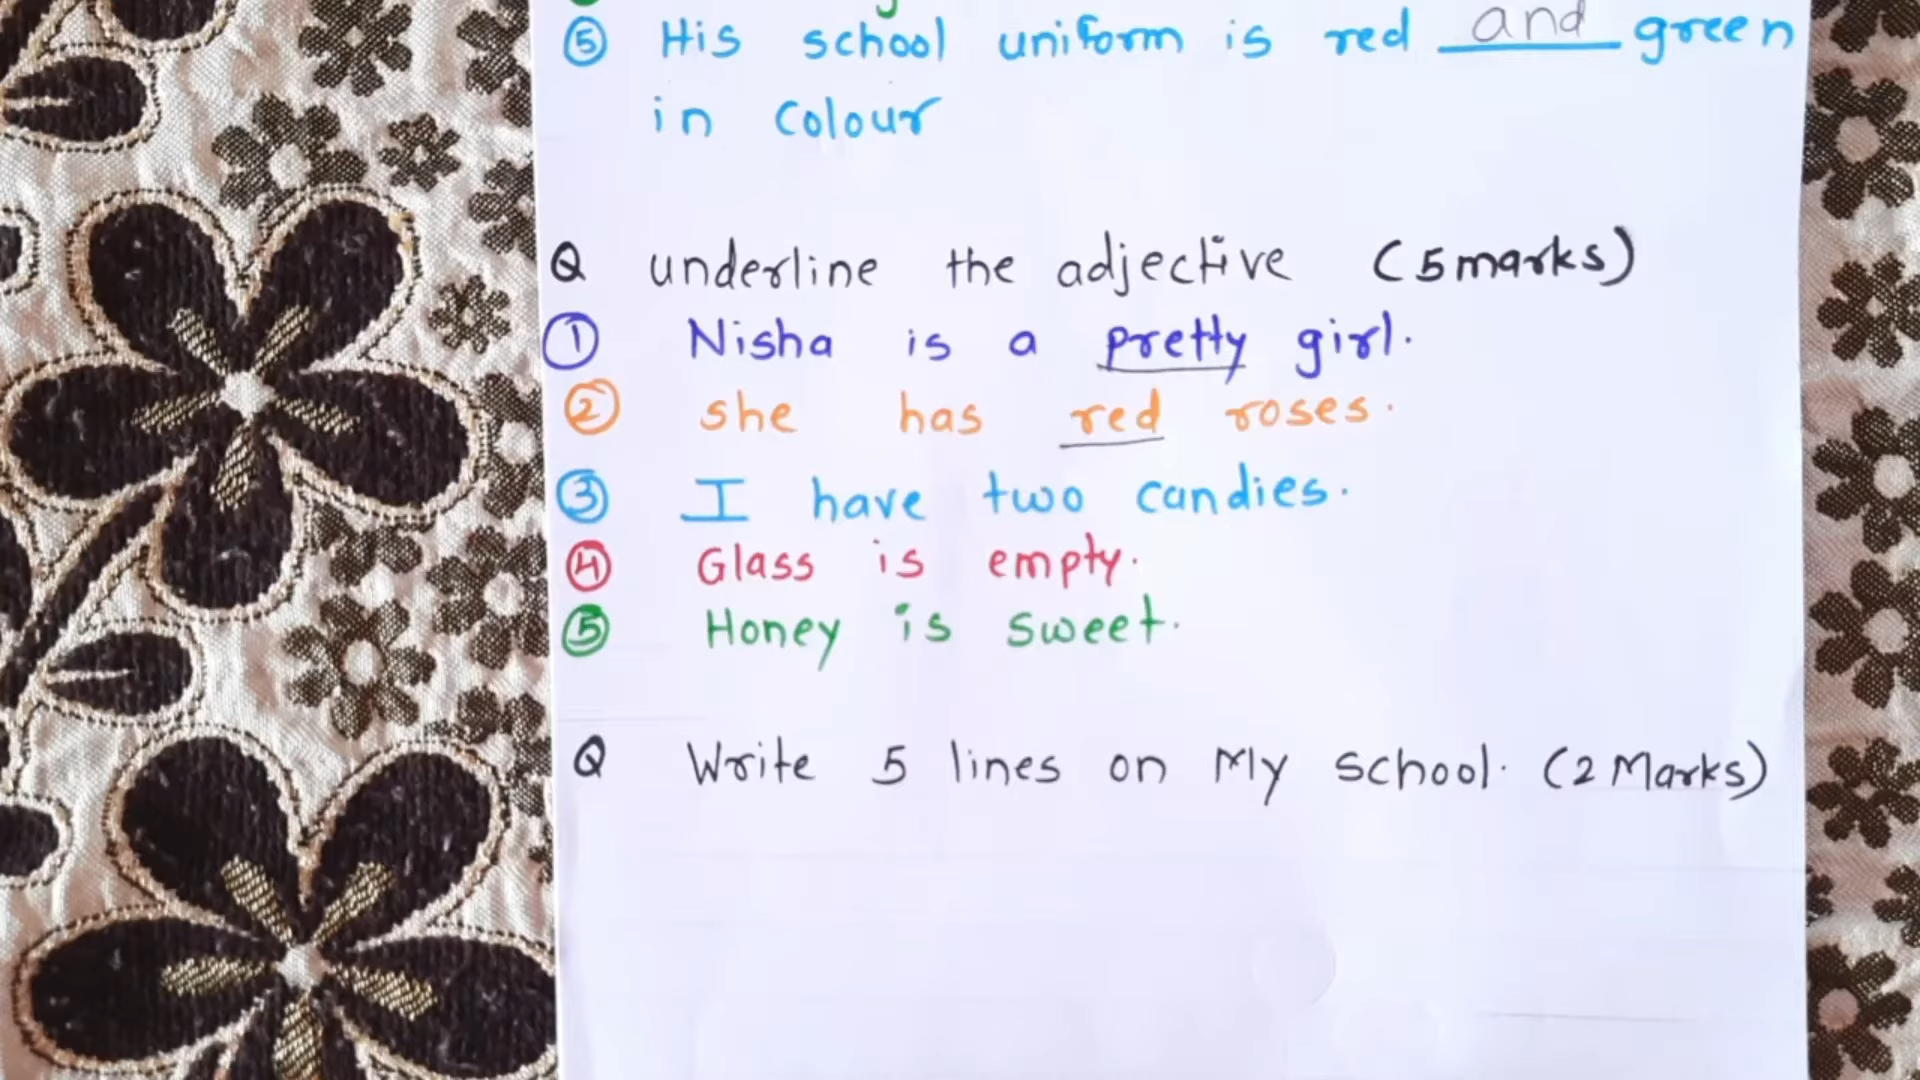 ⑤ His school uniform is red and green
in colour
Q underline the adjective (5 marks)
① Nisha is a pretty girl.
② she has red roses.
③ I have two candies.
④ Glass is empty.
⑤ Honey is sweet.
Q Write 5 lines on My school. (2 Marks)